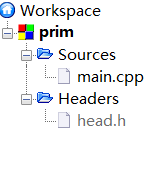 Workspace
prim
Sources
main.cpp
Headers
head.h